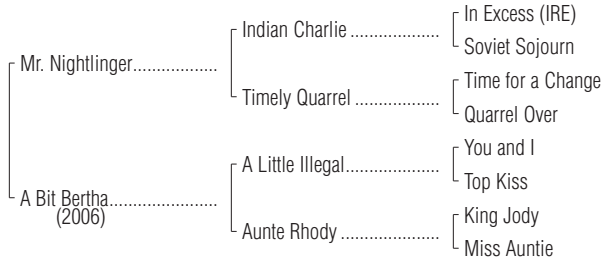 In Excess (IRE)
Indian Charlie ....................
Soviet Sojourn
Mr. Nightlinger...................
Time for a Change
Timely Quarrel ...................
Quarrel Over
You and I
A Little Illegal.....................
Top Kiss
A Bit Bertha........................
(2006)
King Jody
Aunte Rhody ......................
Miss Auntie